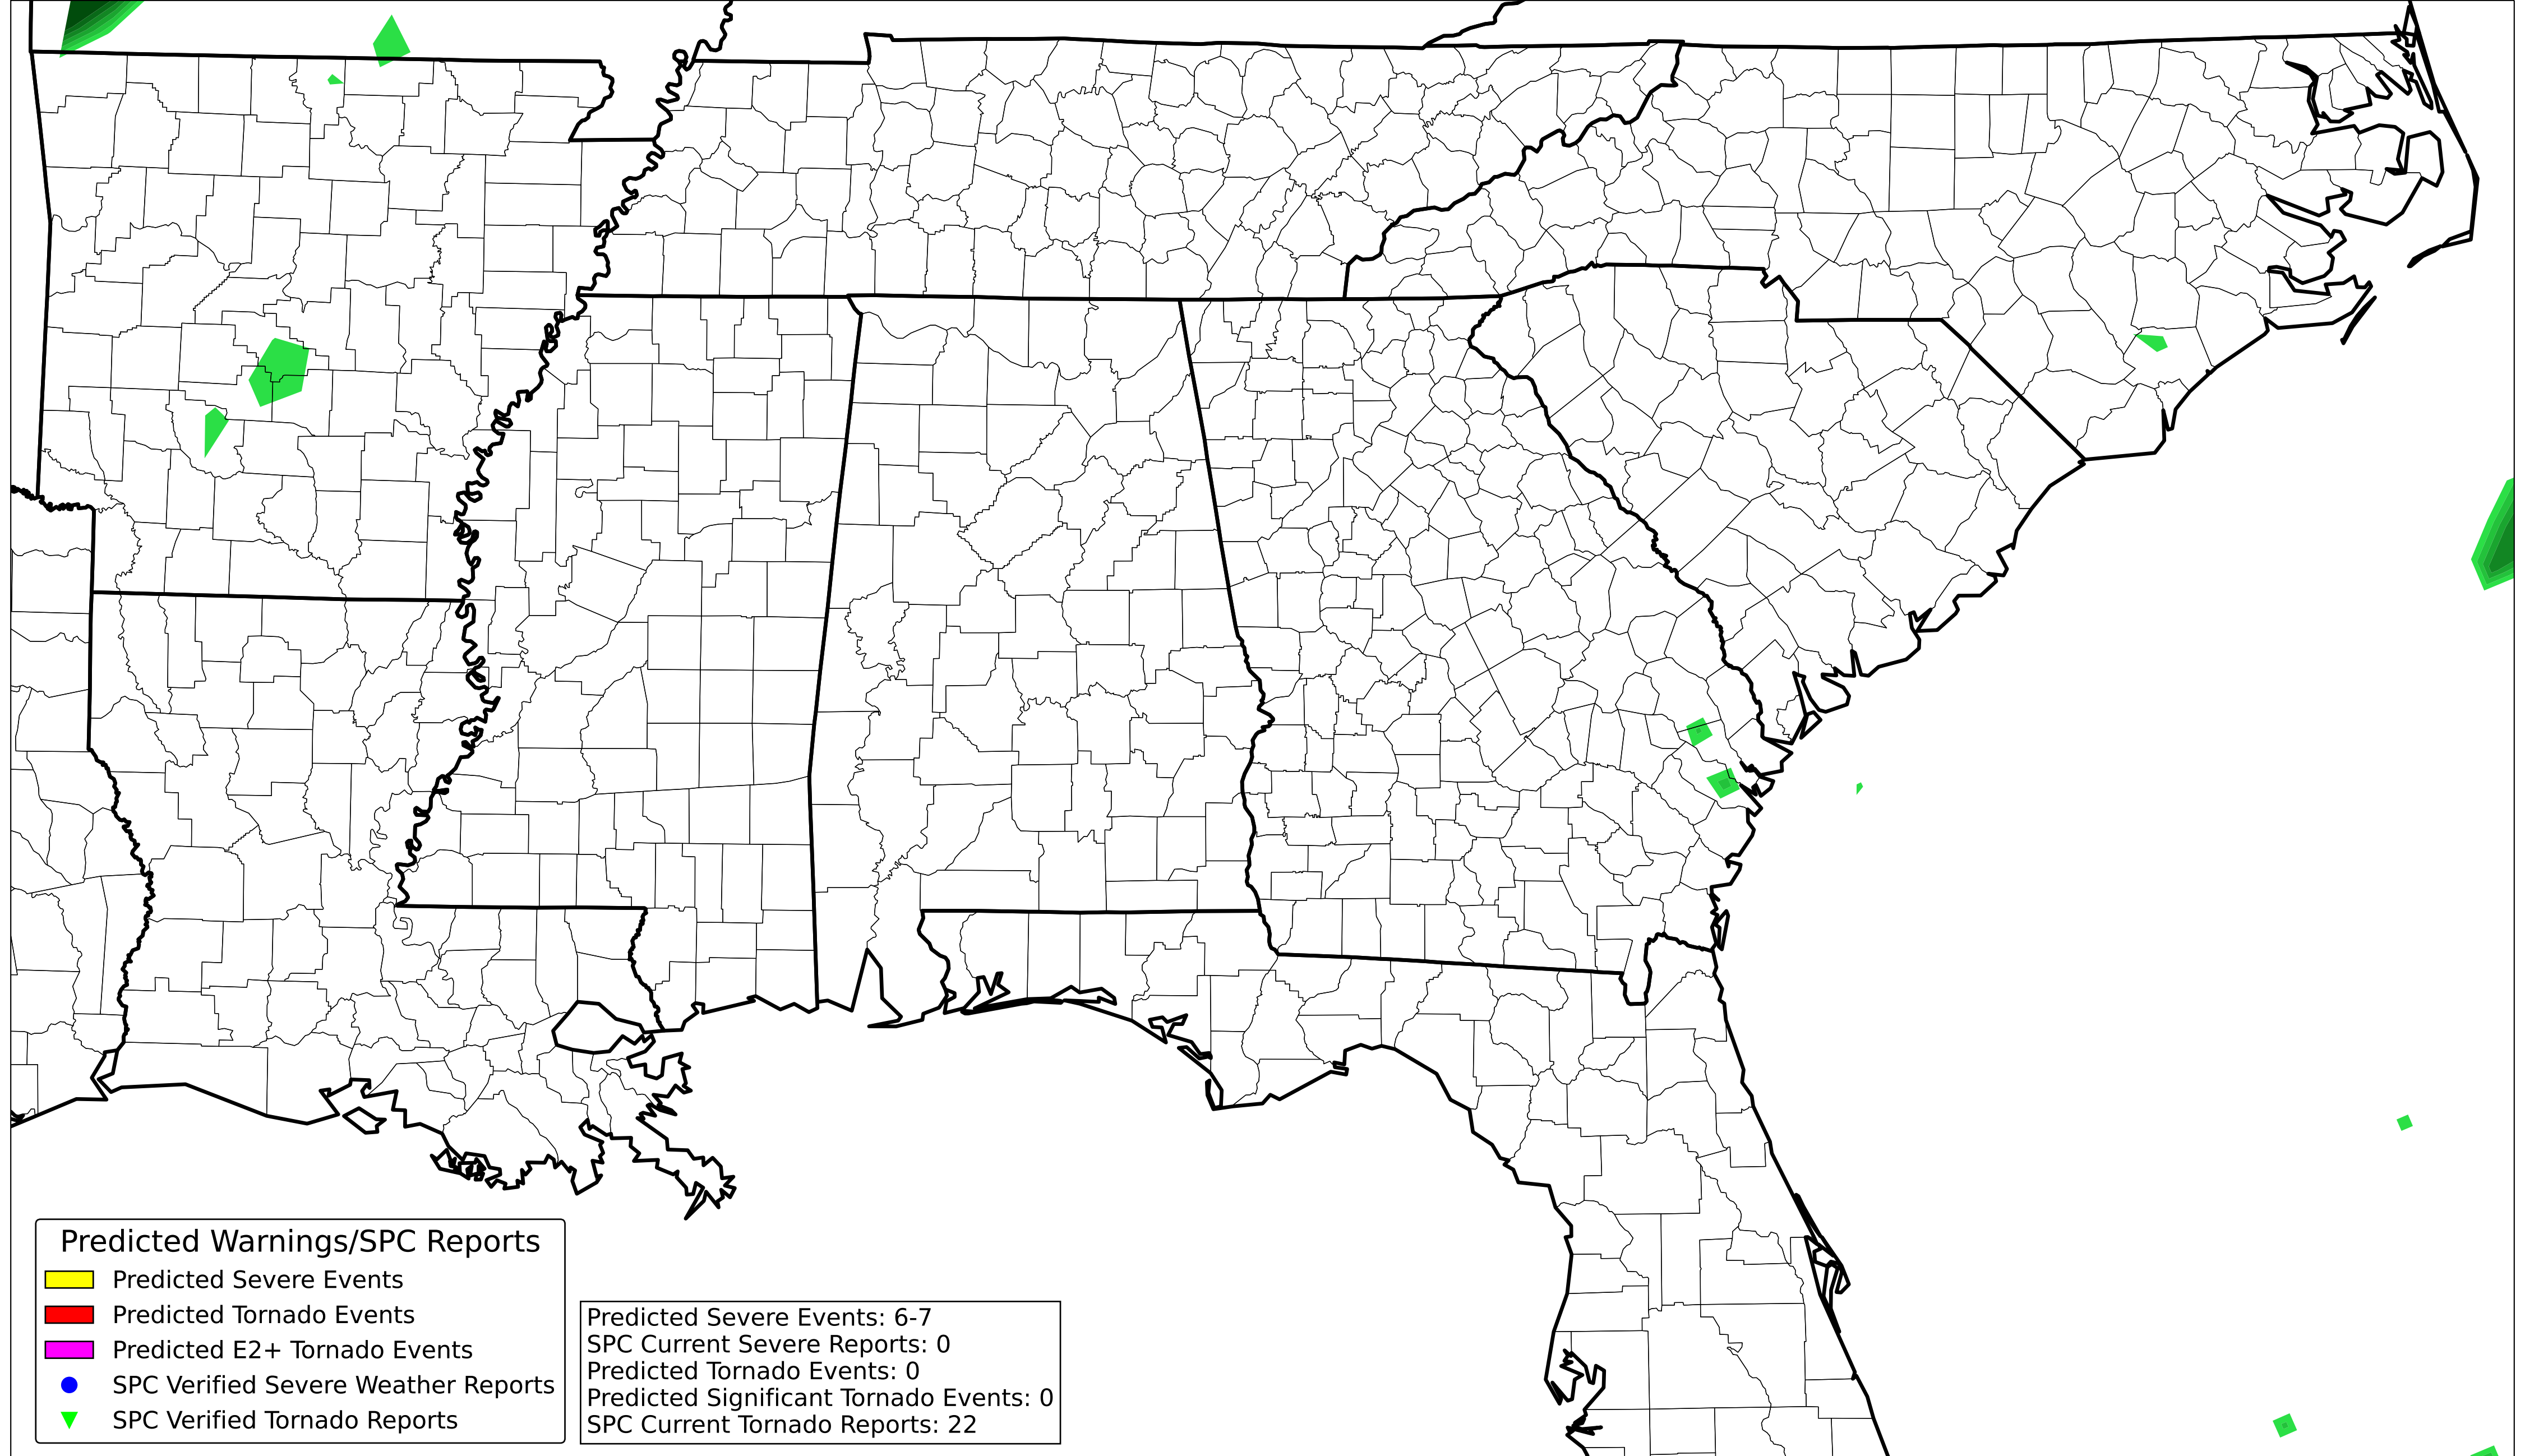 Predicted Warnings/SPC Reports
Predicted Severe Events
Predicted Tornado Events
Predicted E2+ Tornado Events
SPC Verified Severe Weather Reports
SPC Verified Tornado Reports
Predicted Severe Events: 6-7
SPC Current Severe Reports: 0
Predicted Tornado Events: 0
Predicted Significant Tornado Events: 0
SPC Current Tornado Reports: 22